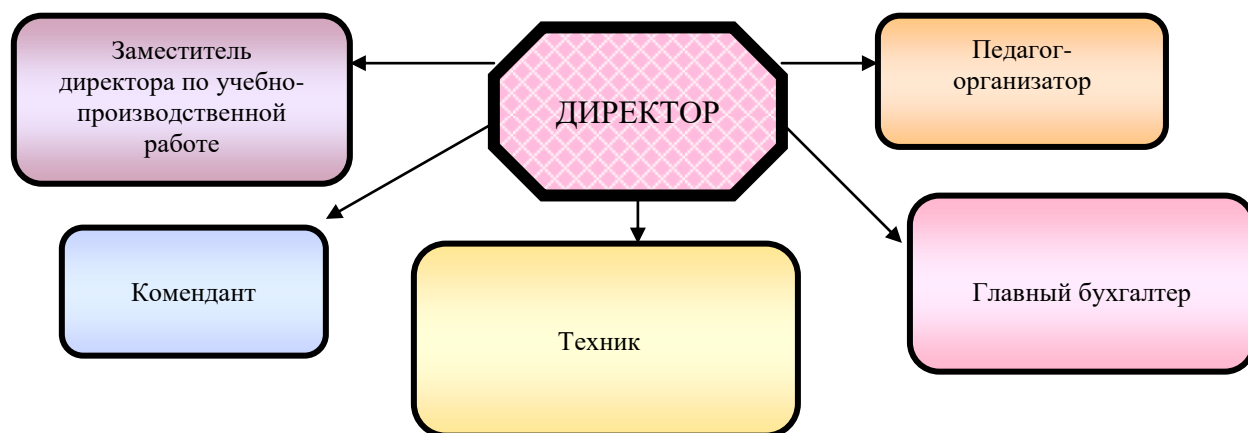 Заместитель
директора по учебно-
производственной
работе
ДИРЕКТОР
Педагог-
организатор
Комендант
Техник
Главный бухгалтер